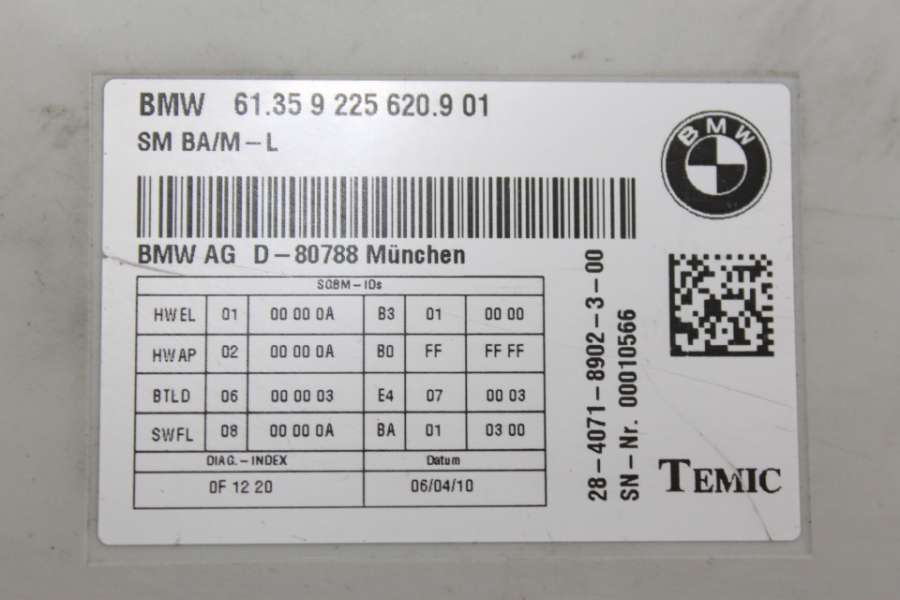 BMW 61.35 9 225 620.9 01
SM BA/M-L
BMW
BMW AG D-80788 München
SGBM-IDs
HWEL 01 00 00 0A B3 01 00 00
HWAP 02 00 00 0A B0 FF FF FF
BTLD 06 00 00 03 E4 07 00 03
SWFL 08 00 00 0A BA 01 03 00
DIAG.-INDEX Datum
0F 12 20 06/04/10
28-4071-8902-3-00
SN-Nr. 00010566
TEMIC